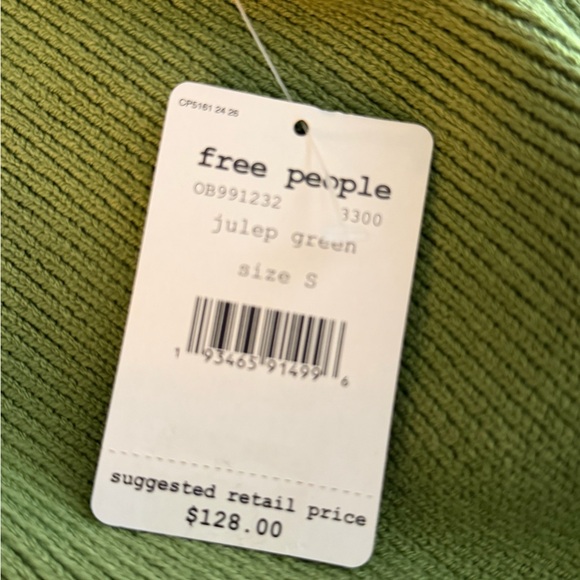 CP5161 24 26
free people
OB991232 3300
julep green
size S
1 93465 91499 6
suggested retail price
$128.00